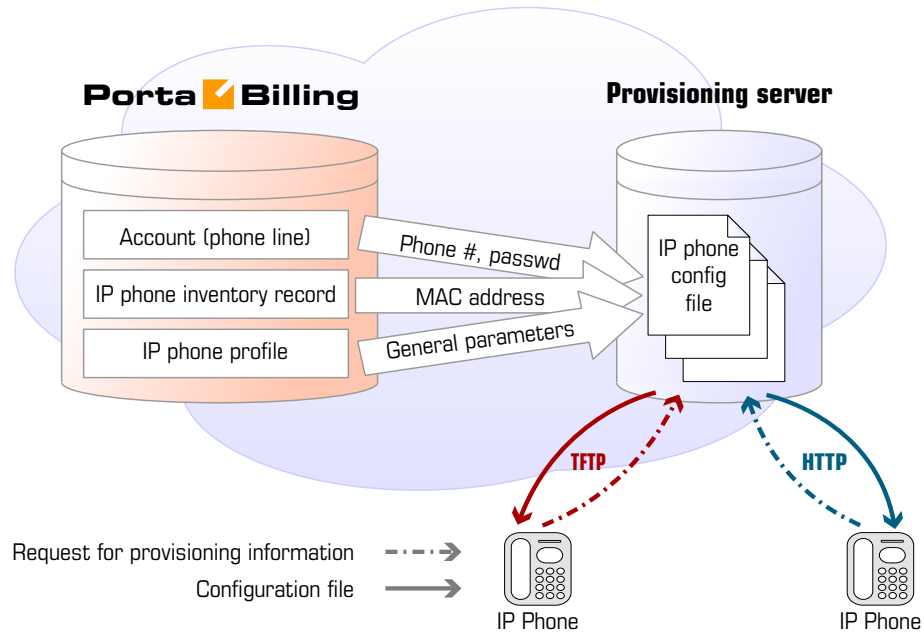 Porta Billing
Provisioning server
Account (phone line)
IP phone inventory record
IP phone profile
Phone #, passwd
MAC address
General parameters
IP phone
config
file
TFTP
HTTP
Request for provisioning information
Configuration file
IP Phone
IP Phone